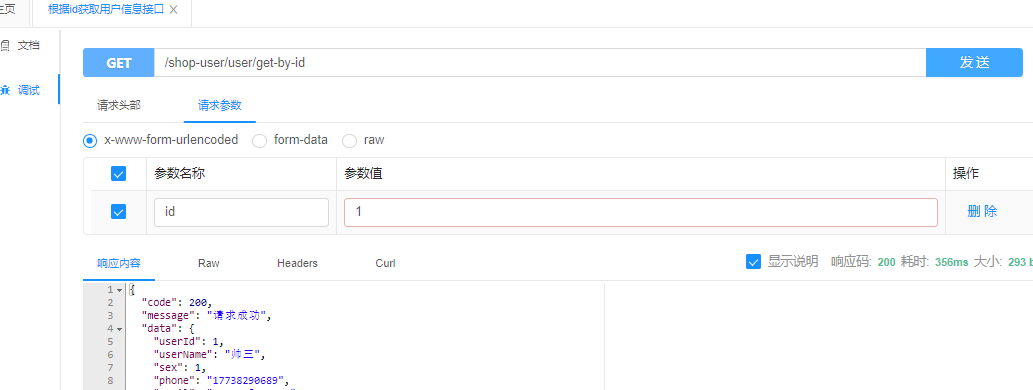 主页 根据id获取用户信息接口
文档
调试
GET /shop-user/user/get-by-id 发 送
请求头部 请求参数
x-www-form-urlencoded form-data raw
参数名称 参数值 操作
id 1 删 除
响应内容 Raw Headers Curl 显示说明 响应码: 200 耗时: 356ms 大小: 293 b
1 {
2 "code": 200,
3 "message": "请求成功",
4 "data": {
5 "userId": 1,
6 "userName": "帅三",
7 "sex": 1,
8 "phone": "17738290689",